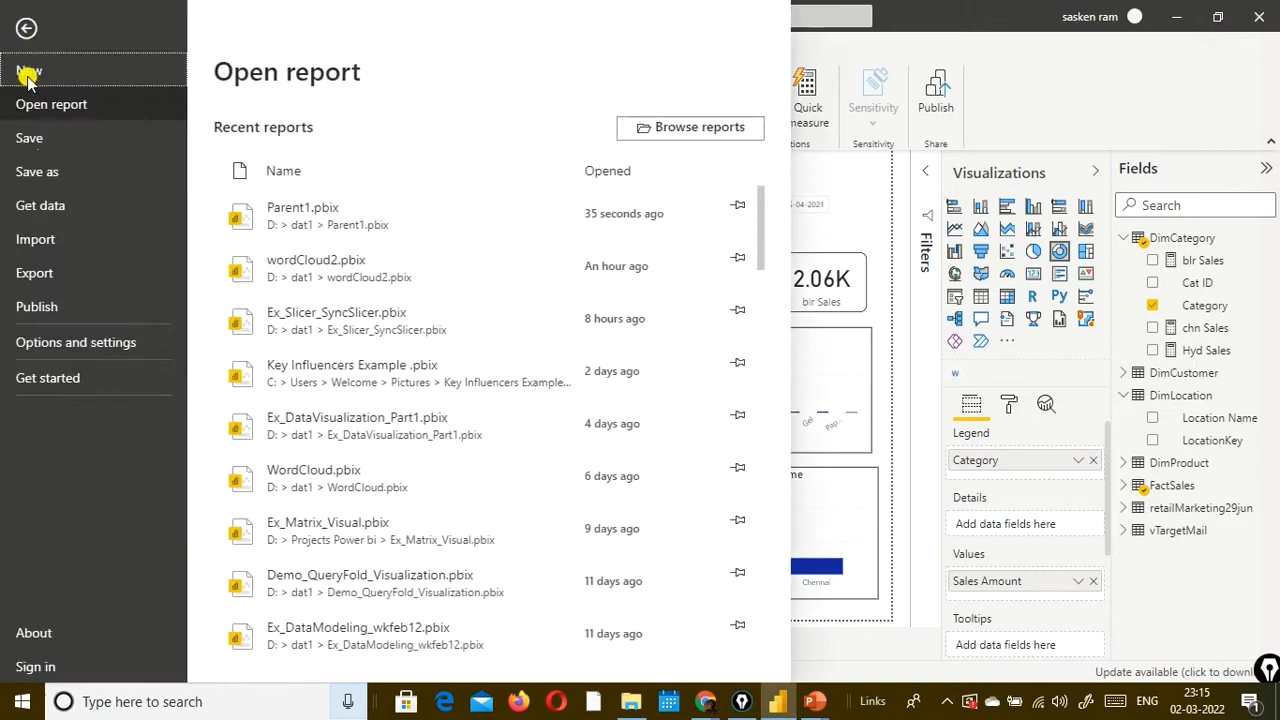 sasken ram
New
Open report
Save
Save as
Get data
Import
Export
Publish
Options and settings
Get started
About
Sign in
Open report
Recent reports
Browse reports
Name
Opened
Parent1.pbix
D: > dat1 > Parent1.pbix
35 seconds ago
wordCloud2.pbix
D: > dat1 > wordCloud2.pbix
An hour ago
Ex_Slicer_SyncSlicer.pbix
D: > dat1 > Ex_Slicer_SyncSlicer.pbix
8 hours ago
Key Influencers Example .pbix
C: > Users > Welcome > Pictures > Key Influencers Example...
2 days ago
Ex_DataVisualization_Part1.pbix
D: > dat1 > Ex_DataVisualization_Part1.pbix
4 days ago
WordCloud.pbix
D: > dat1 > WordCloud.pbix
6 days ago
Ex_Matrix_Visual.pbix
D: > Projects Power bi > Ex_Matrix_Visual.pbix
9 days ago
Demo_QueryFold_Visualization.pbix
D: > dat1 > Demo_QueryFold_Visualization.pbix
11 days ago
Ex_DataModeling_wkfeb12.pbix
D: > dat1 > Ex_DataModeling_wkfeb12.pbix
11 days ago
Quick
measure
Sensitivity
Publish
Sensitivity
Share
-04-2021
2.06K
blr Sales
Gel
Pap...
me
Chennai
Filters
Visualizations
R
Py
w
Legend
Category
Details
Add data fields here
Values
Sales Amount
Tooltips
Add data fields here
Fields
Search
DimCategory
blr Sales
Cat ID
Category
chn Sales
Hyd Sales
DimCustomer
DimLocation
Location Name
LocationKey
DimProduct
FactSales
retailMarketing29jun
vTargetMail
Update available (click to downl
Type here to search
Links
ENG
23:15
02-03-2022
1